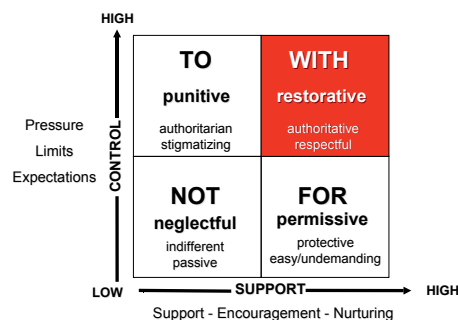 HIGH
TO
punitive
authoritarian
stigmatizing
WITH
restorative
authoritative
respectful
Pressure
Limits
Expectations
CONTROL
NOT
neglectful
indifferent
passive
FOR
permissive
protective
easy/undemanding
LOW
SUPPORT
HIGH
Support - Encouragement - Nurturing